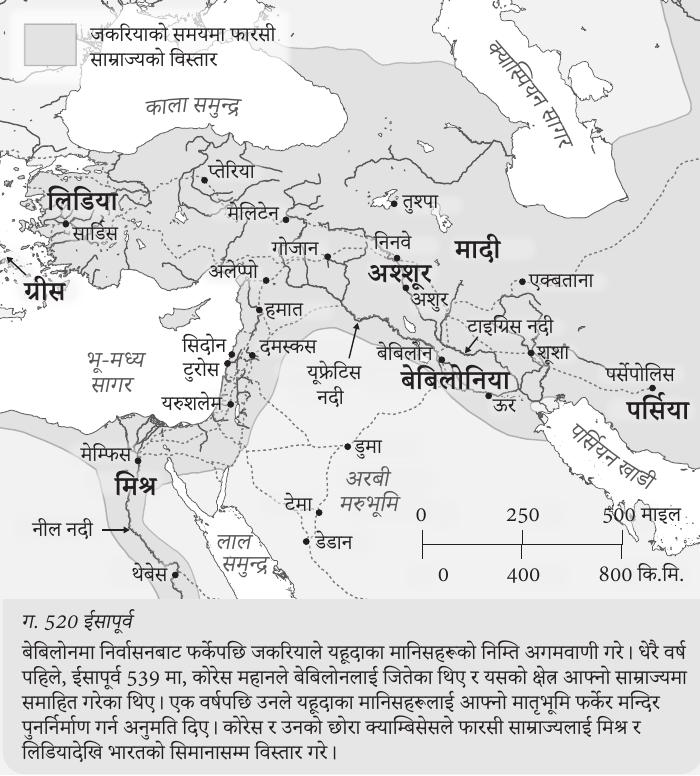 जकरियाको समयमा फारसी
साम्राज्यको विस्तार
क्यास्पियन सागर
काला समुन्द्र
प्तेरिया
लिडिया
सार्डिस
मेलिटेन
तुश्पा
गोजान
निनवे
मादी
अश्शूर
अलेप्पो
एक्बताना
ग्रीस
अशुर
हमात
टाइग्रिस नदी
सिदोन
दमस्कस
टुरोस
बेबिलोन
शूशा
भू-मध्य
सागर
यूफ्रेटिस
नदी
बेबिलोनिया
पर्सेपोलिस
यरुशलेम
ऊर
पर्सिया
डुमा
पर्सियन खाडी
मेम्फिस
मिश्र
अरबी
मरुभूमि
टेमा
0 250 500 माइल
नील नदी
लाल
समुन्द्र
डेडान
थेबेस
0 400 800 कि.मि.
ग. 520 ईसापूर्व
बेबिलोनमा निर्वासनबाट फर्केपछि जकरियाले यहूदाका मानिसहरूको निम्ति अगमवाणी गरे। धेरै वर्ष
पहिले, ईसापूर्व 539 मा, कोरेस महानले बेबिलोनलाई जितेका थिए र यसको क्षेत्र आफ्नो साम्राज्यमा
समाहित गरेका थिए। एक वर्षपछि उनले यहूदाका मानिसहरूलाई आफ्नो मातृभूमि फर्केर मन्दिर
पुनर्निर्माण गर्न अनुमति दिए। कोरेस र उनको छोरा क्याम्बिसेसले फारसी साम्राज्यलाई मिश्र र
लिडियादेखि भारतको सिमानासम्म विस्तार गरे।